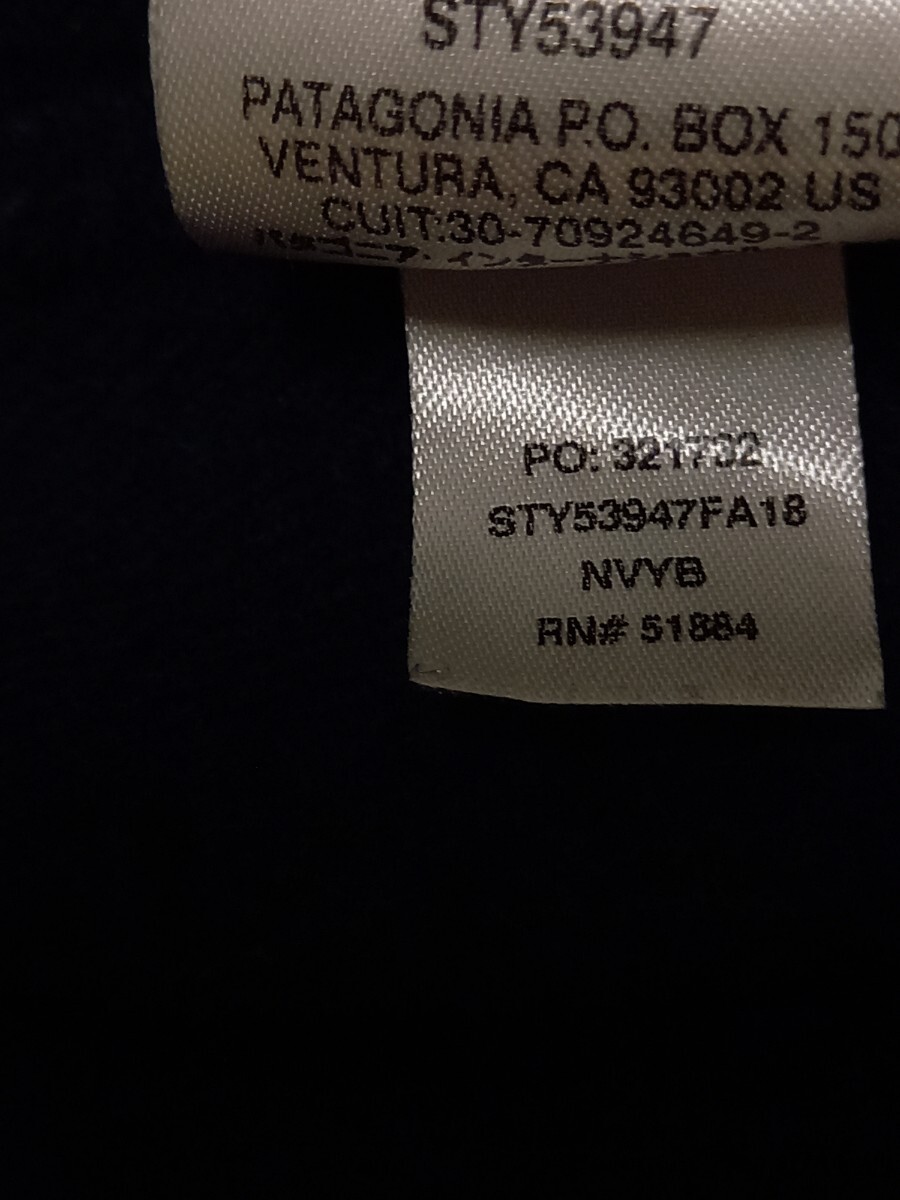 STY53947
PATAGONIA P.O. BOX 150
VENTURA, CA 93002 US
CUIT:30-70924649-2
PO: 321732
STY53947FA18
NVYB
RN# 51884